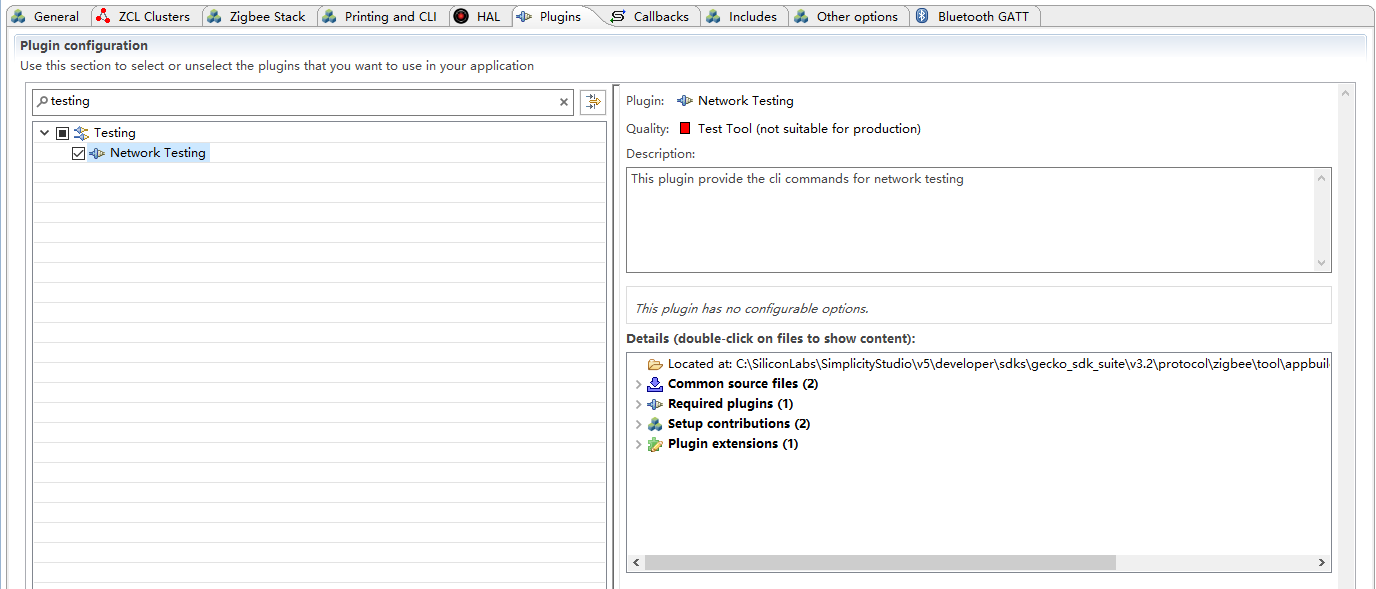 General ZCL Clusters Zigbee Stack Printing and CLI HAL Plugins Callbacks Includes Other options Bluetooth GATT
Plugin configuration
Use this section to select or unselect the plugins that you want to use in your application
testing
Testing
Network Testing
Plugin: Network Testing
Quality: Test Tool (not suitable for production)
Description:
This plugin provide the cli commands for network testing
This plugin has no configurable options.
Details (double-click on files to show content):
Located at: C:\SiliconLabs\SimplicityStudio\v5\developer\sdks\gecko_sdk_suite\v3.2\protocol\zigbee\tool\appbuil
Common source files (2)
Required plugins (1)
Setup contributions (2)
Plugin extensions (1)